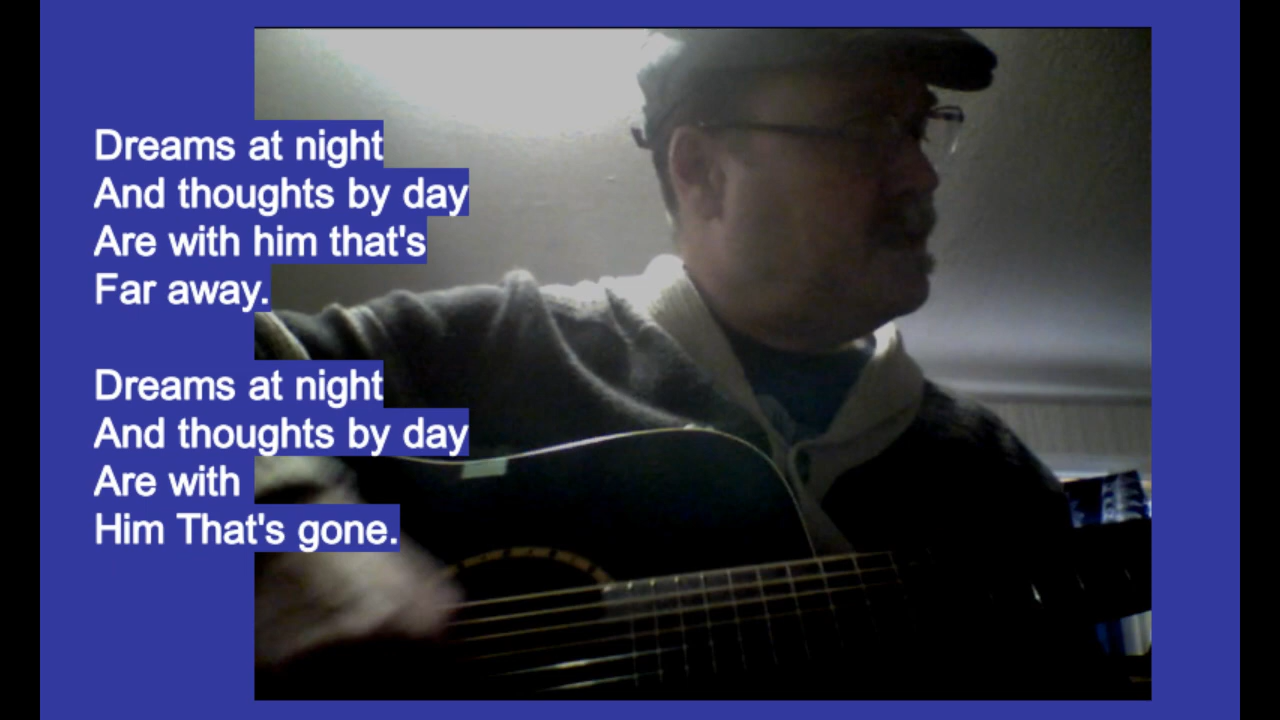 Dreams at night
And thoughts by day
Are with him that's
Far away.
Dreams at night
And thoughts by day
Are with
Him That's gone.